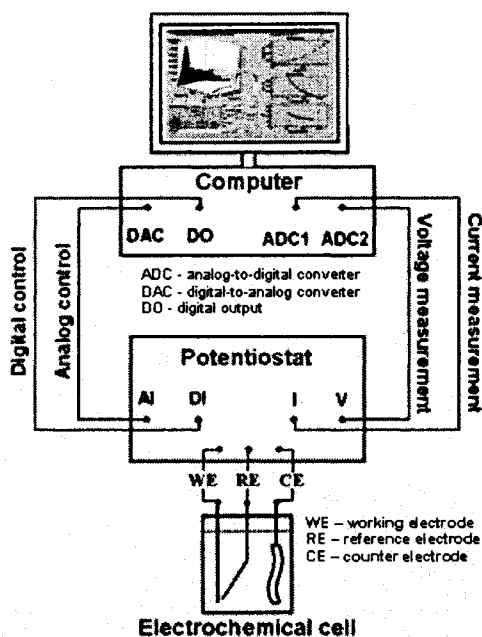 Computer
DAC DO ADC1 ADC2
Digital control
Analog control
Voltage measurement
Current measurement
ADC - analog-to-digital converter
DAC - digital-to-analog converter
DO - digital output
Potentiostat
AI DI I V
WE RE CE
WE – working electrode
RE – reference electrode
CE – counter electrode
Electrochemical cell